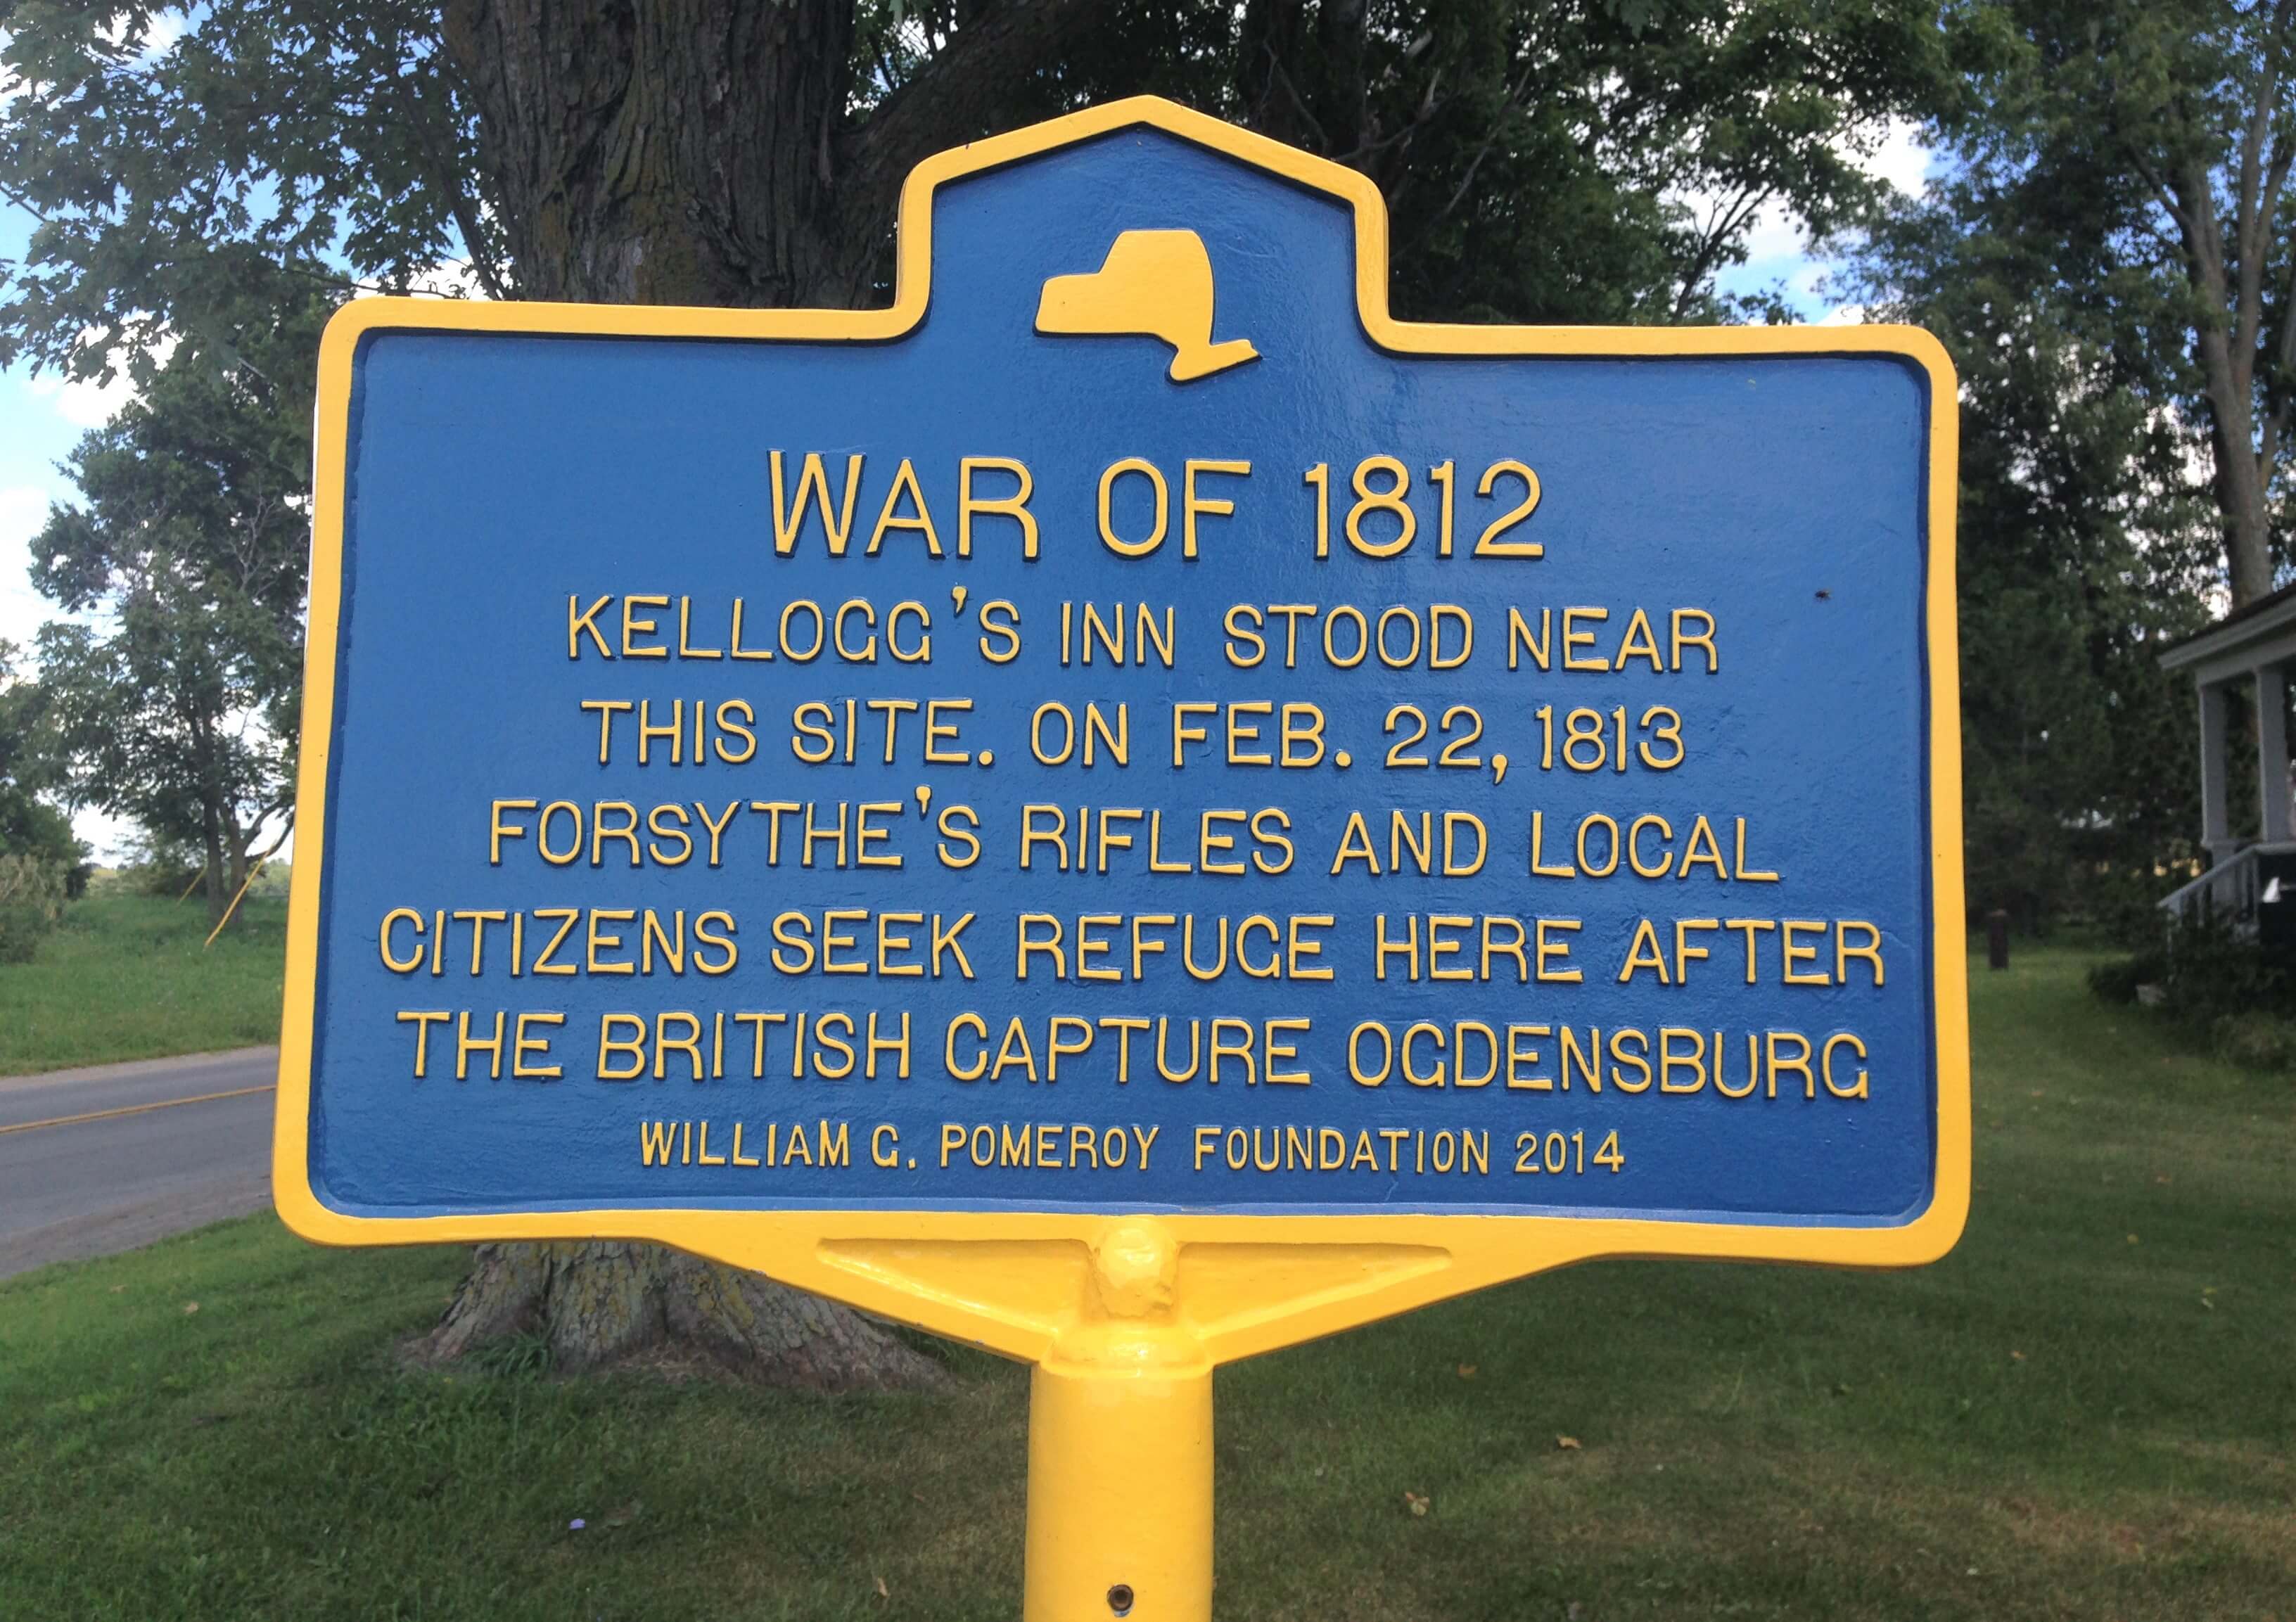 WAR OF 1812
KELLOGG'S INN STOOD NEAR
THIS SITE. ON FEB. 22, 1813
FORSYTHE'S RIFLES AND LOCAL
CITIZENS SEEK REFUGE HERE AFTER
THE BRITISH CAPTURE OGDENSBURG
WILLIAM G. POMEROY FOUNDATION 2014